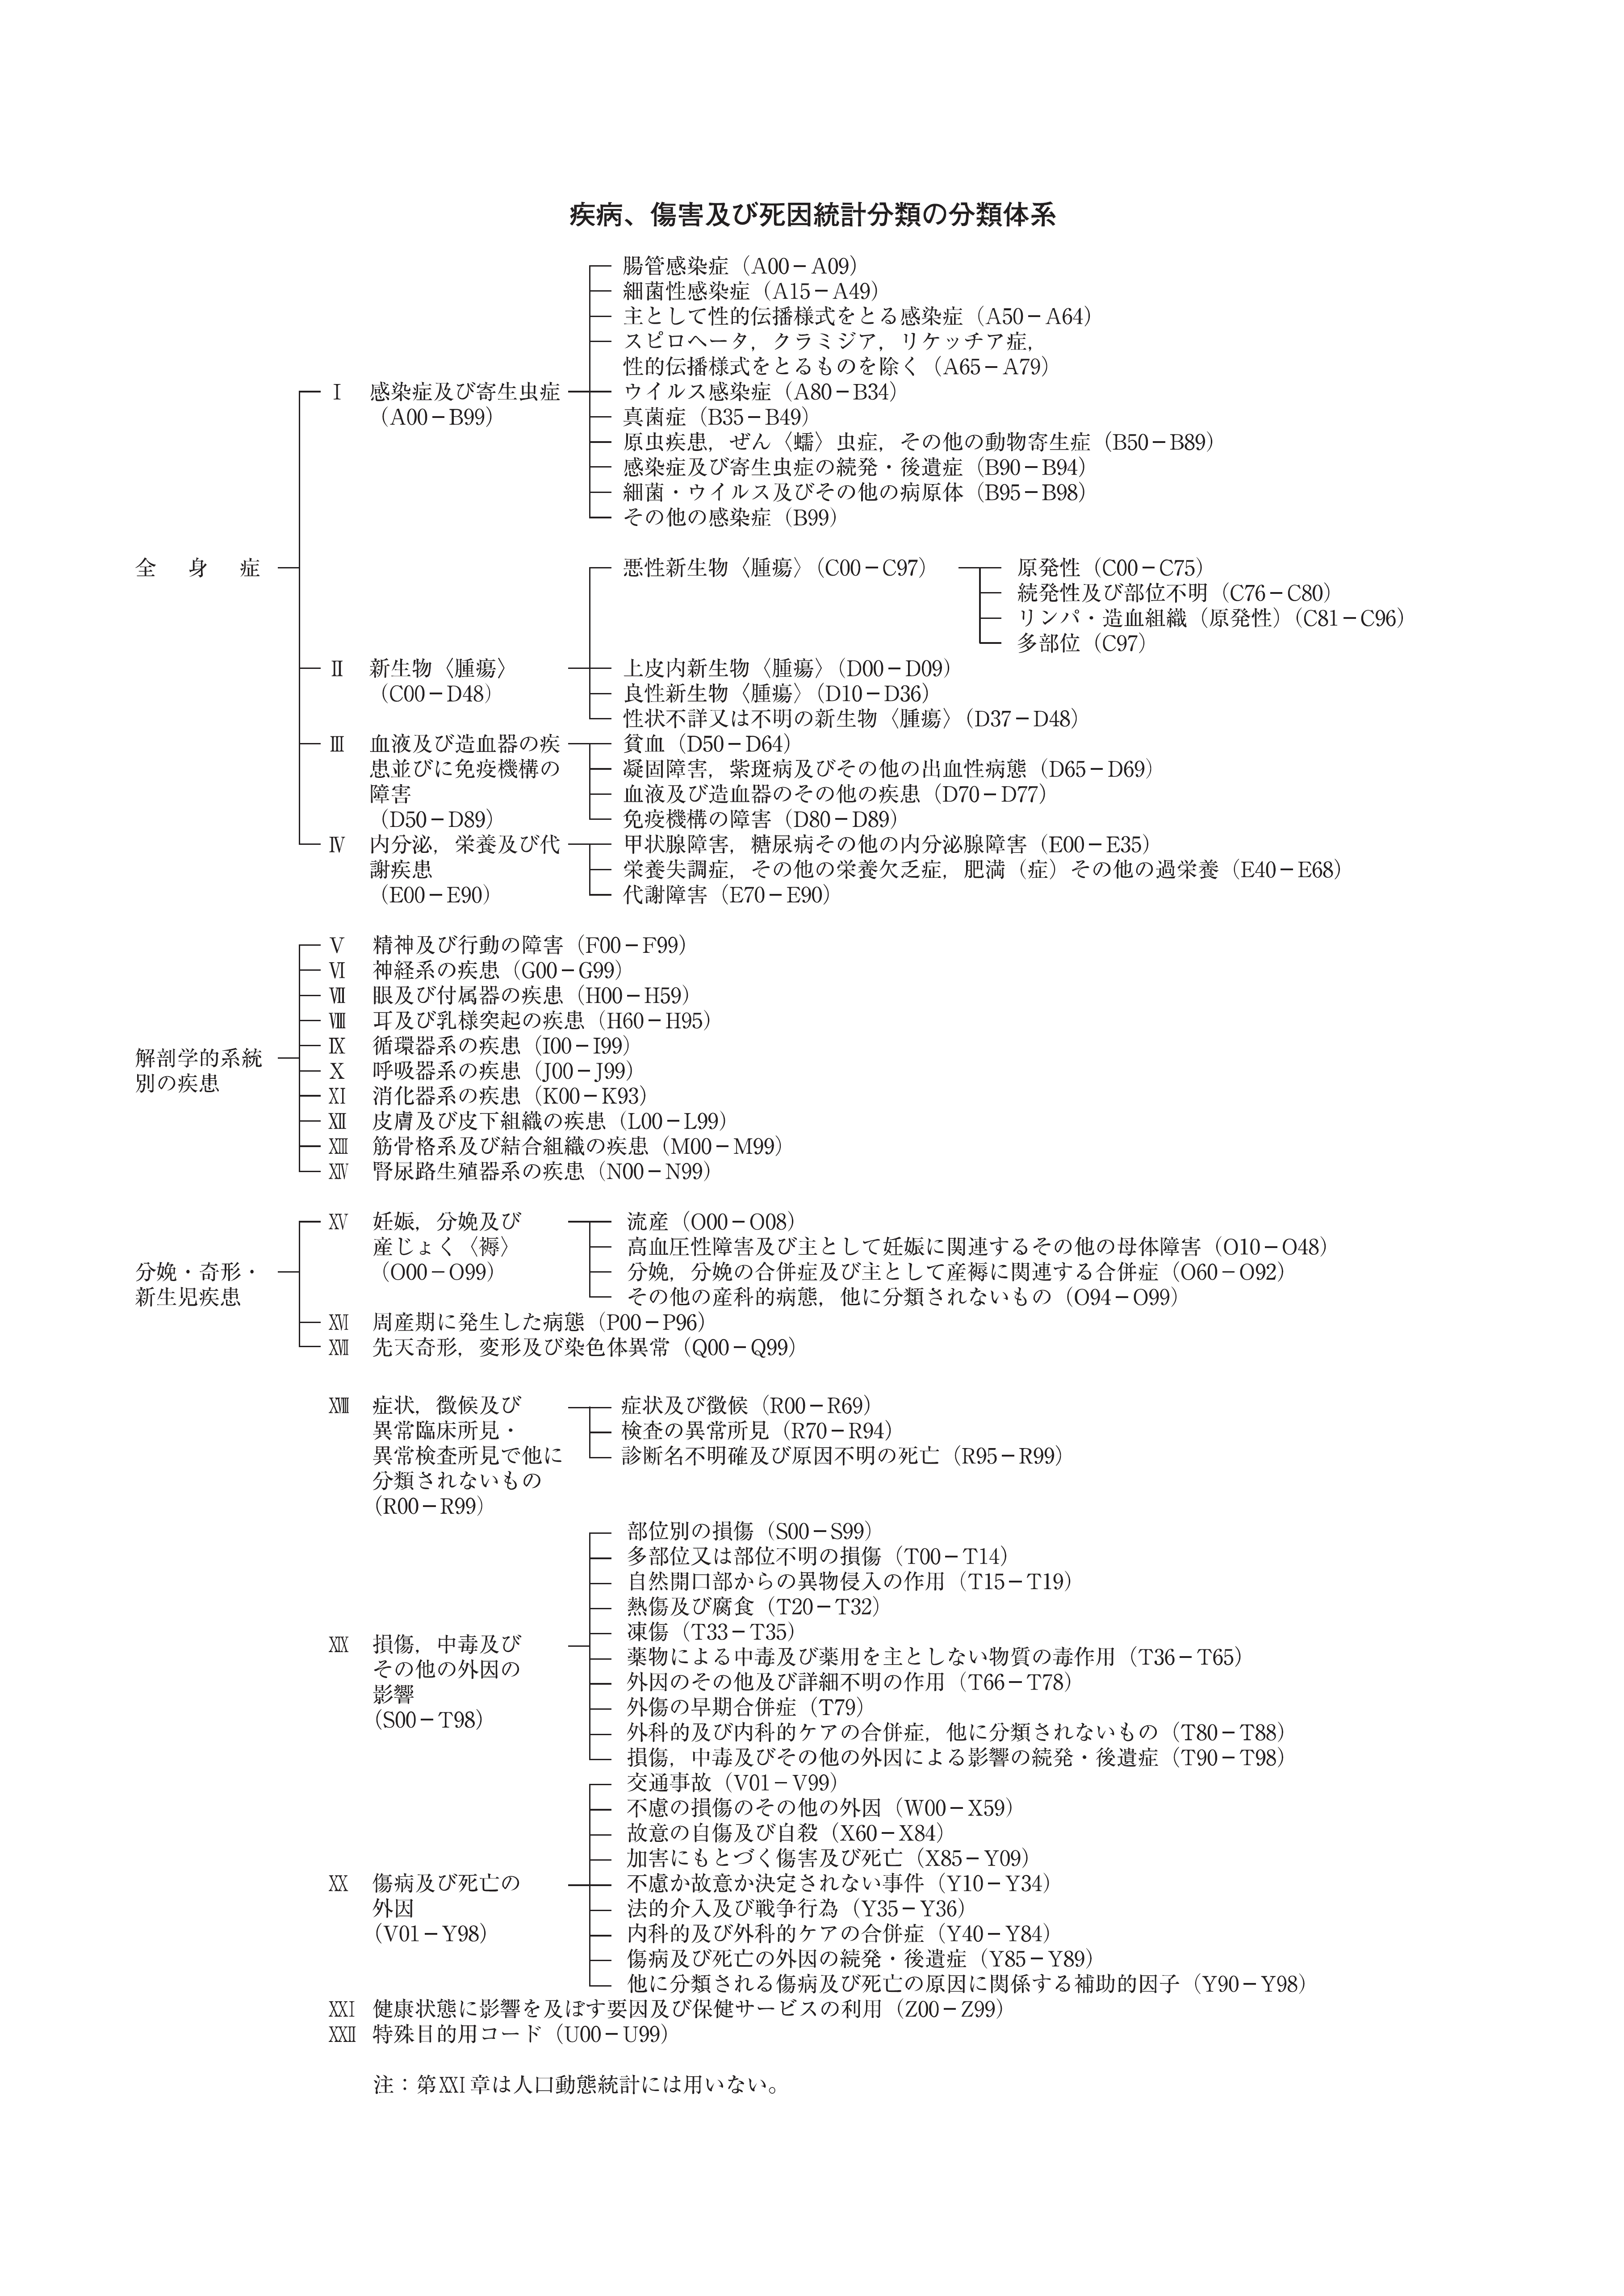 疾病、傷害及び死因統計分類の分類体系
腸管感染症（A00－A09）
細菌性感染症（A15－A49）
主として性的伝播様式をとる感染症（A50－A64）
スピロヘータ，クラミジア，リケッチア症，
性的伝播様式をとるものを除く（A65－A79）
Ⅰ 感染症及び寄生虫症 ウイルス感染症（A80－B34）
（A00－B99） 真菌症（B35－B49）
原虫疾患，ぜん〈蠕〉虫症，その他の動物寄生症（B50－B89）
感染症及び寄生虫症の続発・後遺症（B90－B94）
細菌・ウイルス及びその他の病原体（B95－B98）
その他の感染症（B99）
全身症 悪性新生物〈腫瘍〉（C00－C97） 原発性（C00－C75）
続発性及び部位不明（C76－C80）
リンパ・造血組織（原発性）（C81－C96）
多部位（C97）
Ⅱ 新生物〈腫瘍〉 上皮内新生物〈腫瘍〉（D00－D09）
（C00－D48） 良性新生物〈腫瘍〉（D10－D36）
性状不詳又は不明の新生物〈腫瘍〉（D37－D48）
Ⅲ 血液及び造血器の疾 貧血（D50－D64）
患並びに免疫機構の 凝固障害，紫斑病及びその他の出血性病態（D65－D69）
障害 血液及び造血器のその他の疾患（D70－D77）
（D50－D89） 免疫機構の障害（D80－D89）
Ⅳ 内分泌，栄養及び代 甲状腺障害，糖尿病その他の内分泌腺障害（E00－E35）
謝疾患 栄養失調症，その他の栄養欠乏症，肥満（症）その他の過栄養（E40－E68）
（E00－E90） 代謝障害（E70－E90）
Ⅴ 精神及び行動の障害（F00－F99）
Ⅵ 神経系の疾患（G00－G99）
Ⅶ 眼及び付属器の疾患（H00－H59）
Ⅷ 耳及び乳様突起の疾患（H60－H95）
Ⅸ 循環器系の疾患（I00－I99）
解剖学的系統
別の疾患
Ⅹ 呼吸器系の疾患（J00－J99）
Ⅺ 消化器系の疾患（K00－K93）
Ⅻ 皮膚及び皮下組織の疾患（L00－L99）
XIII 筋骨格系及び結合組織の疾患（M00－M99）
XIV 腎尿路生殖器系の疾患（N00－N99）
XV 妊娠，分娩及び 流産（O00－O08）
産じょく〈褥〉 高血圧性障害及び主として妊娠に関連するその他の母体障害（O10－O48）
分娩・奇形・ （O00－O99） 分娩，分娩の合併症及び主として産褥に関連する合併症（O60－O92）
新生児疾患 その他の産科的病態，他に分類されないもの（O94－O99）
XVI 周産期に発生した病態（P00－P96）
XVII 先天奇形，変形及び染色体異常（Q00－Q99）
XVIII 症状，徴候及び 症状及び徴候（R00－R69）
異常臨床所見・ 検査の異常所見（R70－R94）
異常検査所見で他に 診断名不明確及び原因不明の死亡（R95－R99）
分類されないもの
（R00－R99）
部位別の損傷（S00－S99）
多部位又は部位不明の損傷（T00－T14）
自然開口部からの異物侵入の作用（T15－T19）
熱傷及び腐食（T20－T32）
凍傷（T33－T35）
XIX 損傷，中毒及び
その他の外因の
影響
（S00－T98）
薬物による中毒及び薬用を主としない物質の毒作用（T36－T65）
外因のその他及び詳細不明の作用（T66－T78）
外傷の早期合併症（T79）
外科的及び内科的ケアの合併症，他に分類されないもの（T80－T88）
損傷，中毒及びその他の外因による影響の続発・後遺症（T90－T98）
交通事故（V01－V99）
不慮の損傷のその他の外因（W00－X59）
故意の自傷及び自殺（X60－X84）
加害にもとづく傷害及び死亡（X85－Y09）
XX 傷病及び死亡の 不慮か故意か決定されない事件（Y10－Y34）
外因 法的介入及び戦争行為（Y35－Y36）
（V01－Y98） 内科的及び外科的ケアの合併症（Y40－Y84）
傷病及び死亡の外因の続発・後遺症（Y85－Y89）
他に分類される傷病及び死亡の原因に関係する補助的因子（Y90－Y98）
XXI 健康状態に影響を及ぼす要因及び保健サービスの利用（Z00－Z99）
XXII 特殊目的用コード（U00－U99）
注：第XXI章は人口動態統計には用いない。